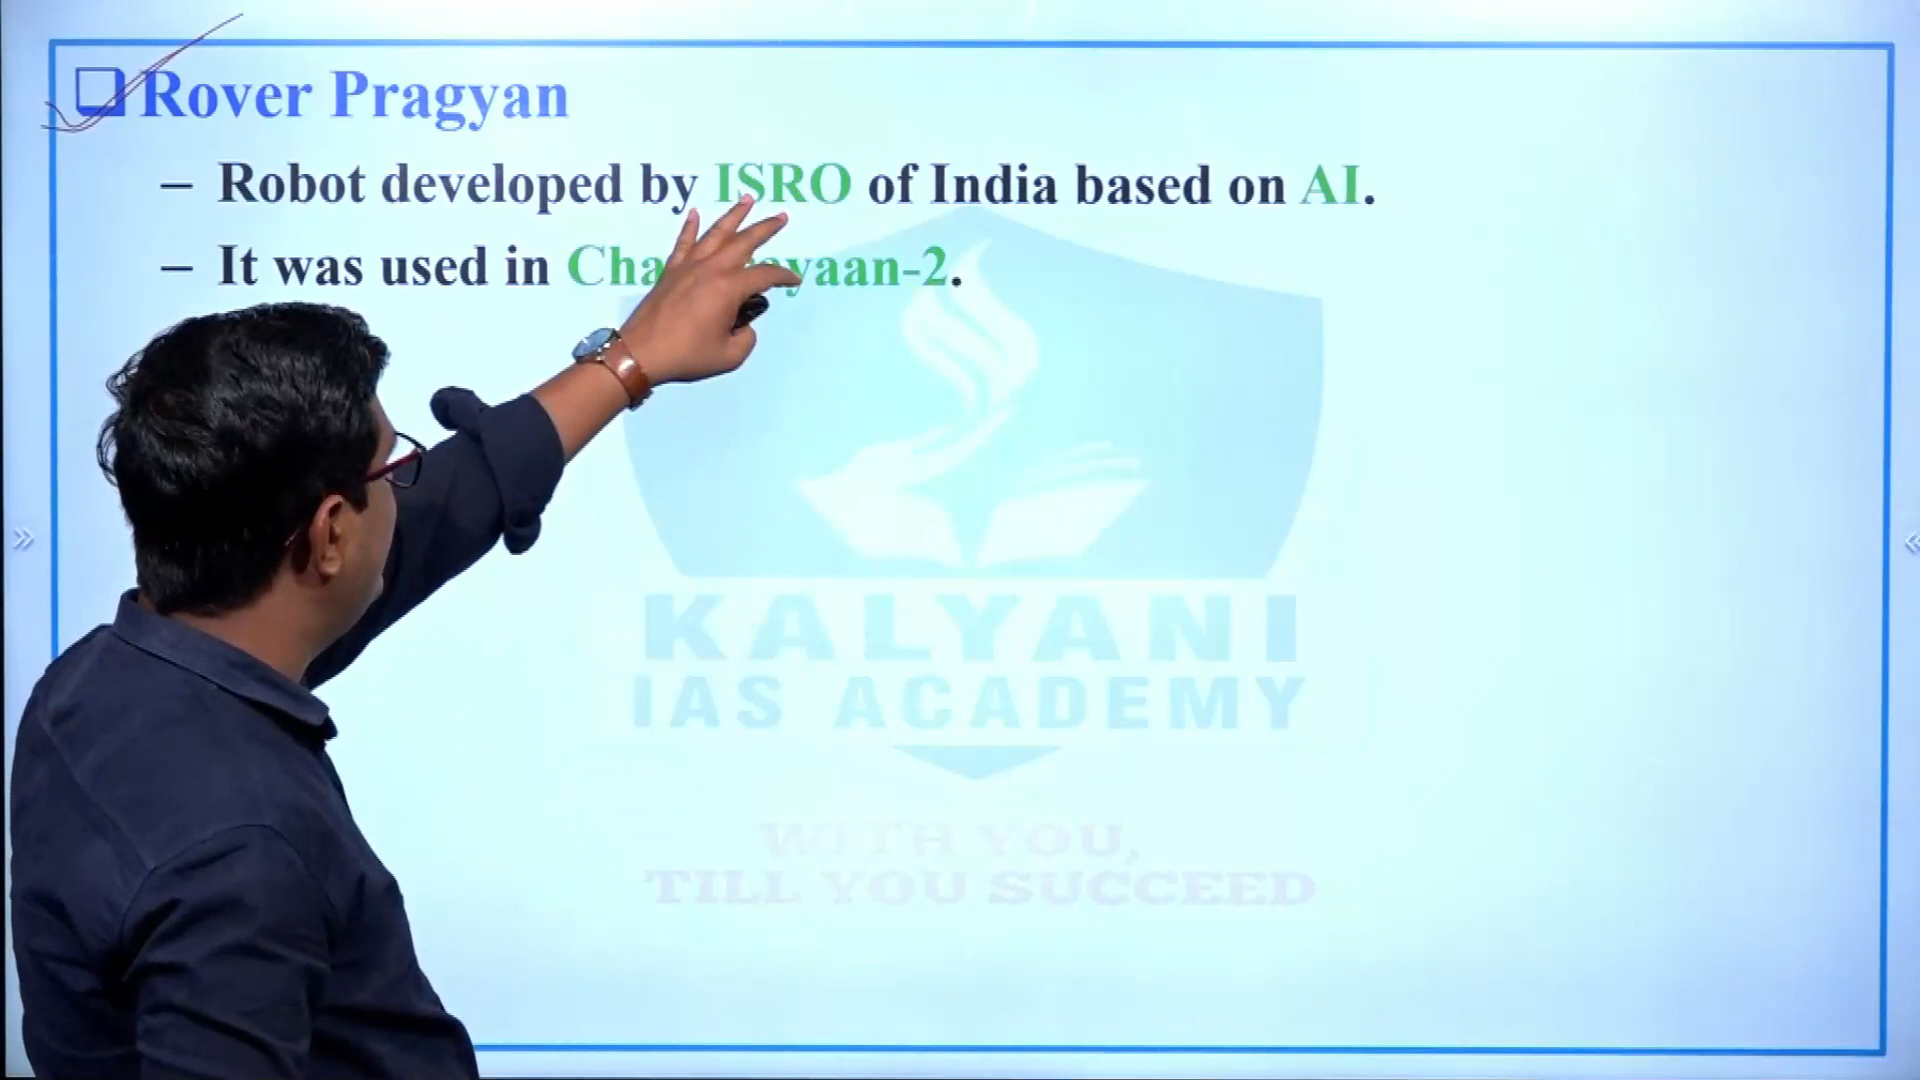 Rover Pragyan
– Robot developed by ISRO of India based on AI.
– It was used in Cha yaan-2.
KALYANI
IAS ACADEMY
WITH YOU,
TILL YOU SUCCEED